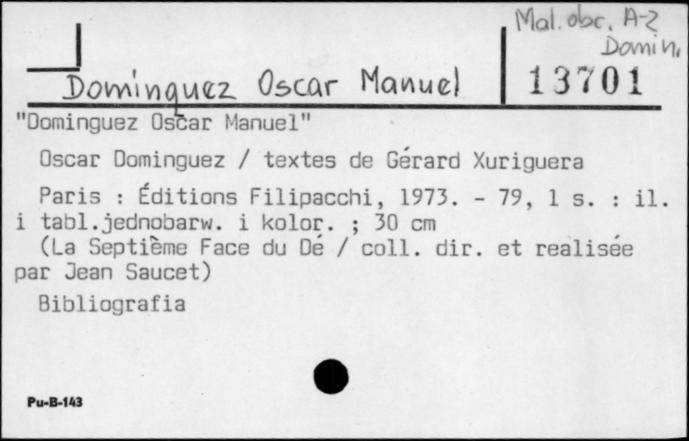 Mal. obc. A-Z
Domin.
Dominquez Oscar Manuel
13701
"Dominguez Oscar Manuel"
Oscar Dominguez / textes de Gérard Xuriguera
Paris : Éditions Filipacchi, 1973. - 79, 1 s. : il.
i tabl.jednobarw. i kolor. ; 30 cm
(La Septième Face du Dé / coll. dir. et realisée
par Jean Saucet)
Bibliografia
Pu-B-143